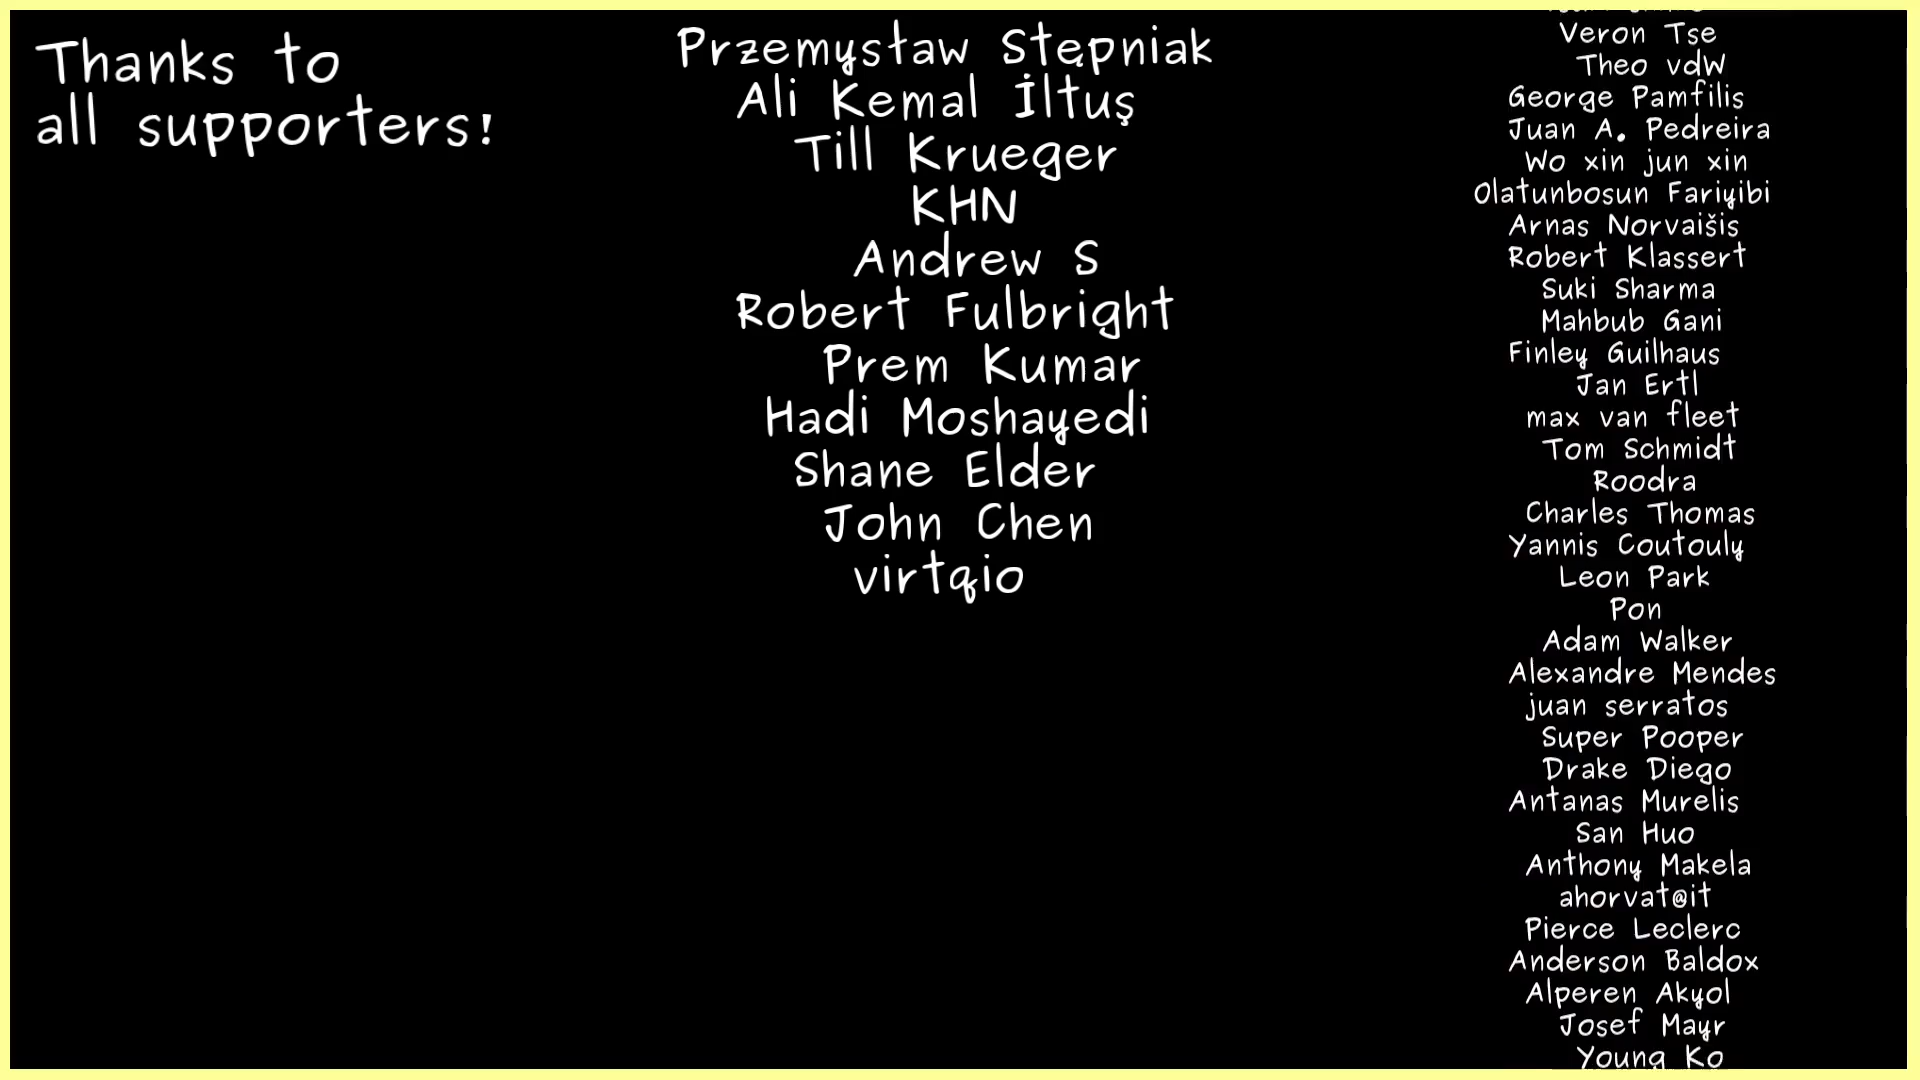 Thanks to
all supporters!
Przemysław Stępniak
Ali Kemal İltuş
Till Krueger
KHN
Andrew S
Robert Fulbright
Prem Kumar
Hadi Moshayedi
Shane Elder
John Chen
virtqio
Veron Tse
Theo vdW
George Pamfilis
Juan A. Pedreira
Wo xin jun xin
Olatunbosun Fariyibi
Arnas Norvaišis
Robert Klassert
Suki Sharma
Mahbub Gani
Finley Guilhaus
Jan Ertl
max van fleet
Tom Schmidt
Roodra
Charles Thomas
Yannis Coutouly
Leon Park
Pon
Adam Walker
Alexandre Mendes
juan serratos
Super Pooper
Drake Diego
Antanas Murelis
San Huo
Anthony Makela
ahorvat@it
Pierce Leclerc
Anderson Baldox
Alperen Akyol
Josef Mayr
Young Ko